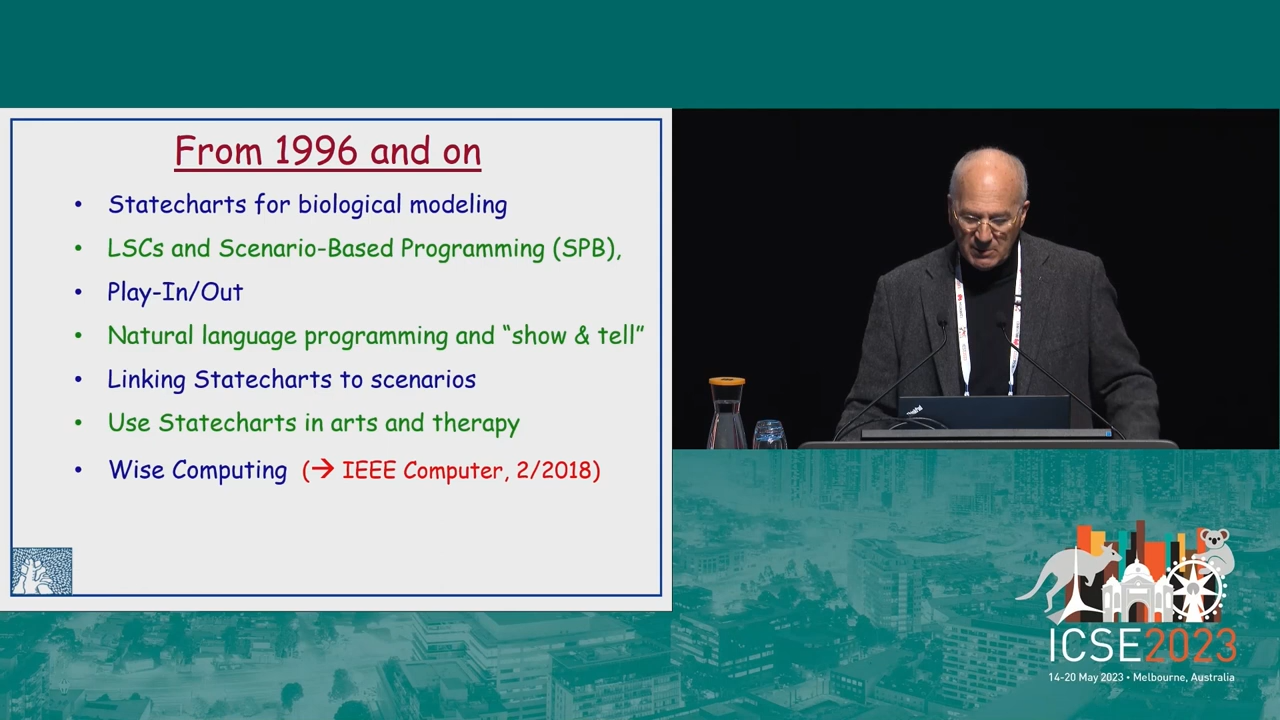 From 1996 and on
• Statecharts for biological modeling
• LSCs and Scenario-Based Programming (SPB),
• Play-In/Out
• Natural language programming and “show & tell”
• Linking Statecharts to scenarios
• Use Statecharts in arts and therapy
• Wise Computing (→ IEEE Computer, 2/2018)
ICSE2023
14-20 May 2023 • Melbourne, Australia